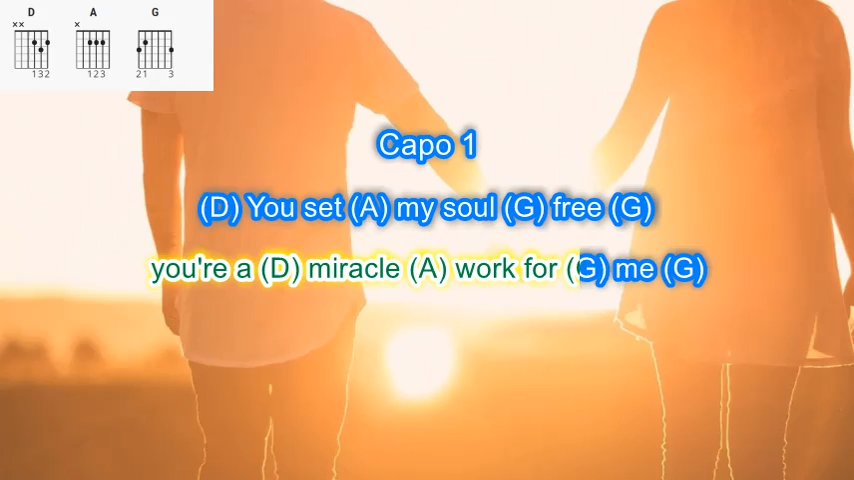 D A G
×× ×
132 123 21 3
Capo 1
(D) You set (A) my soul (G) free (G)
you're a (D) miracle (A) work for (G) me (G)